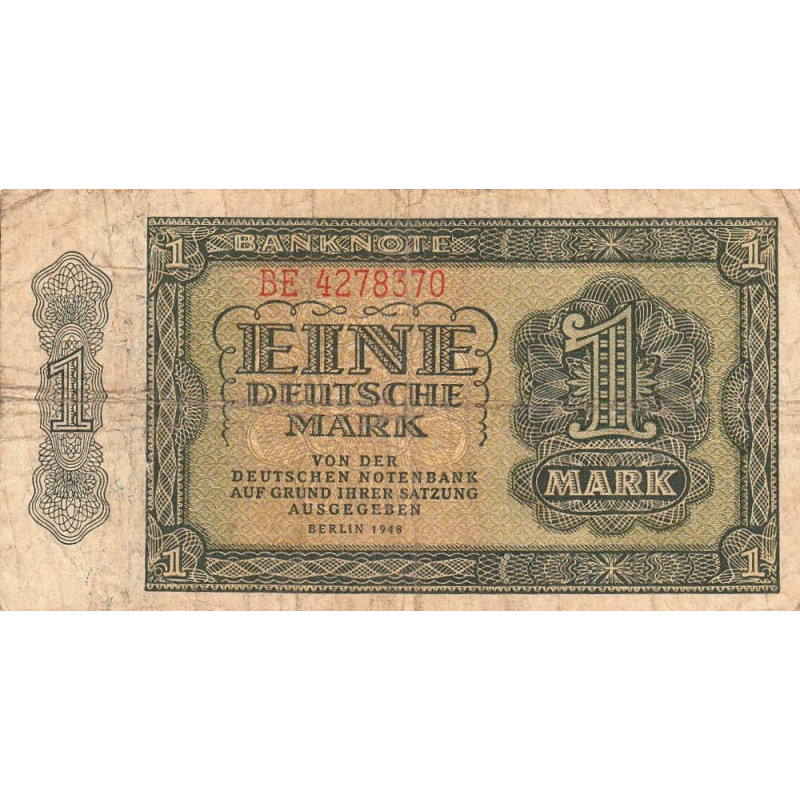 1 BANKNOTE 1
BE 4278370
EINE
DEUTSCHE
MARK
VON DER
DEUTSCHEN NOTENBANK
AUF GRUND IHRER SATZUNG
AUSGEGEBEN
BERLIN 1948
1
1
MARK
1 1